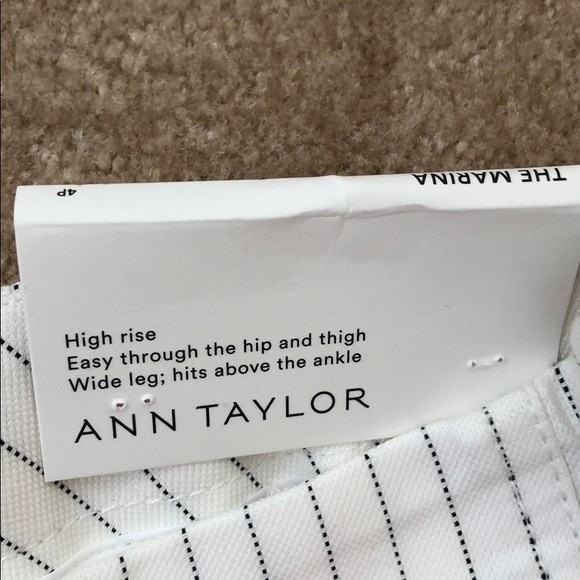 4P
THE MARINA
High rise
Easy through the hip and thigh
Wide leg; hits above the ankle
ANN TAYLOR